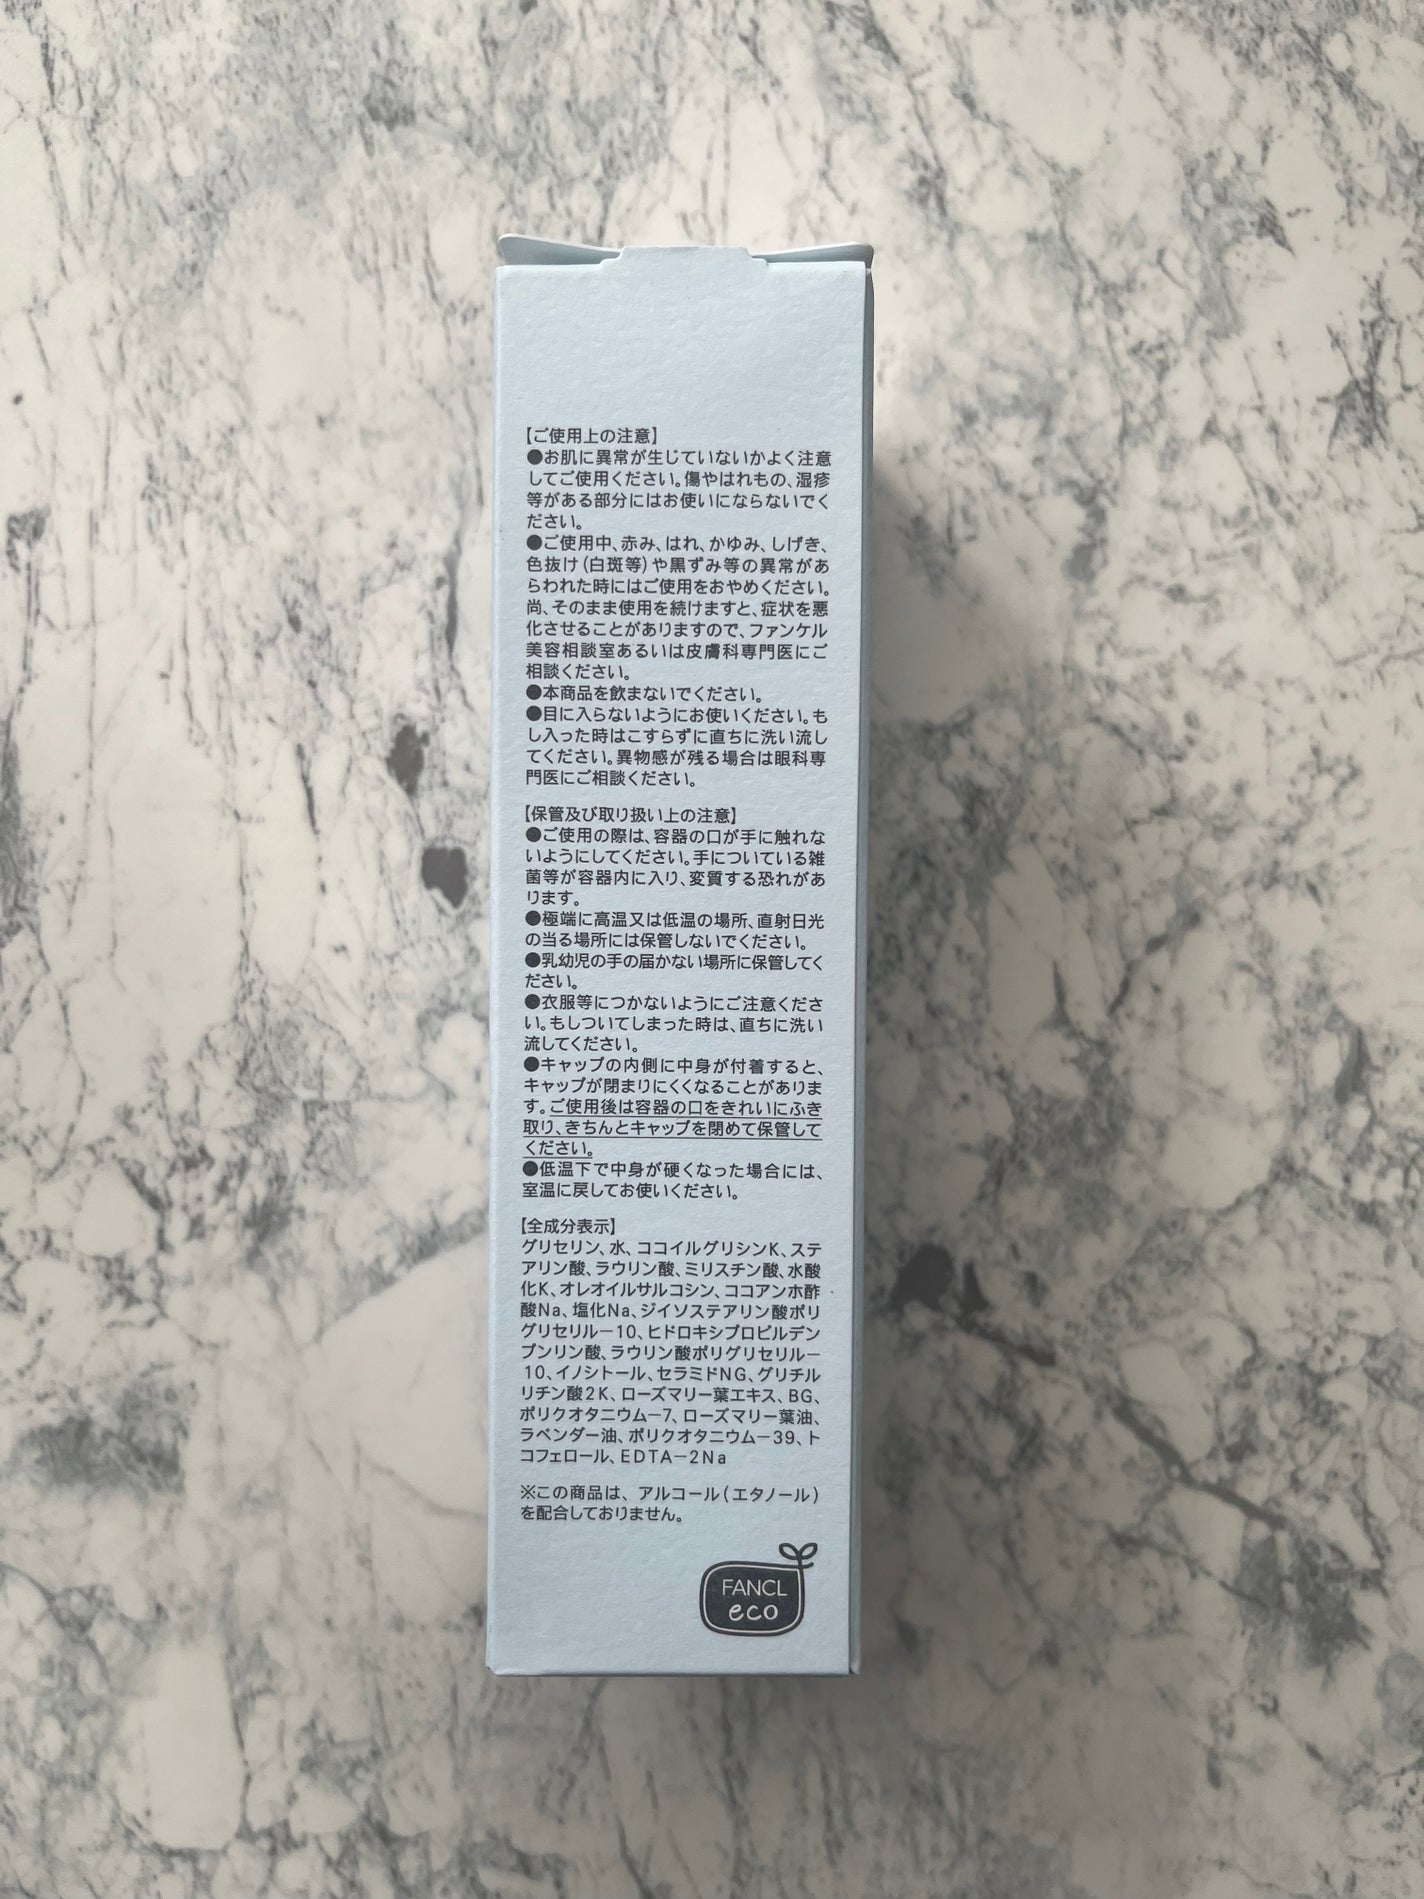 【ご使用上の注意】
●お肌に異常が生じていないかよく注意
してご使用ください。傷やはれもの、湿疹
等がある部分にはお使いにならないでく
ださい。
●ご使用中、赤み、はれ、かゆみ、しげき、
色抜け(白斑等)や黒ずみ等の異常があ
らわれた時にはご使用をおやめください。
尚、そのまま使用を続けますと、症状を悪
化させることがありますので、ファンケル
美容相談室あるいは皮膚科専門医にご
相談ください。
●本商品を飲まないでください。
●目に入らないようにお使いください。も
し入った時はこすらずに直ちに洗い流し
てください。異物感が残る場合は眼科専
門医にご相談ください。
【保管及び取り扱い上の注意】
●ご使用の際は、容器の口が手に触れな
いようにしてください。手についている雑
菌等が容器内に入り、変質する恐れがあ
ります。
●極端に高温又は低温の場所、直射日光
の当る場所には保管しないでください。
●乳幼児の手の届かない場所に保管してく
ださい。
●衣服等につかないようにご注意くださ
い。もしついてしまった時は、直ちに洗い
流してください。
●キャップの内側に中身が付着すると、
キャップが閉まりにくくなることがありま
す。ご使用後は容器の口をきれいにふき
取り、きちんとキャップを閉めて保管して
ください。
●低温下で中身が硬くなった場合には、
室温に戻してお使いください。
【全成分表示】
グリセリン、水、ココイルグリシンK、ステ
アリン酸、ラウリン酸、ミリスチン酸、水酸
化K、オレオイルサルコシン、ココアンホ酢
酸Na、塩化Na、ジイソステアリン酸ポリ
グリセリル－10、ヒドロキシプロピルデン
プンリン酸、ラウリン酸ポリグリセリル－
10、イノシトール、セラミドNG、グリチル
リチン酸2K、ローズマリー葉エキス、BG、
ポリクオタニウム－7、ローズマリー葉油、
ラベンダー油、ポリクオタニウム－39、ト
コフェロール、EDTA－2Na
※この商品は、アルコール(エタノール)
を配合しておりません。
FANCL
eco